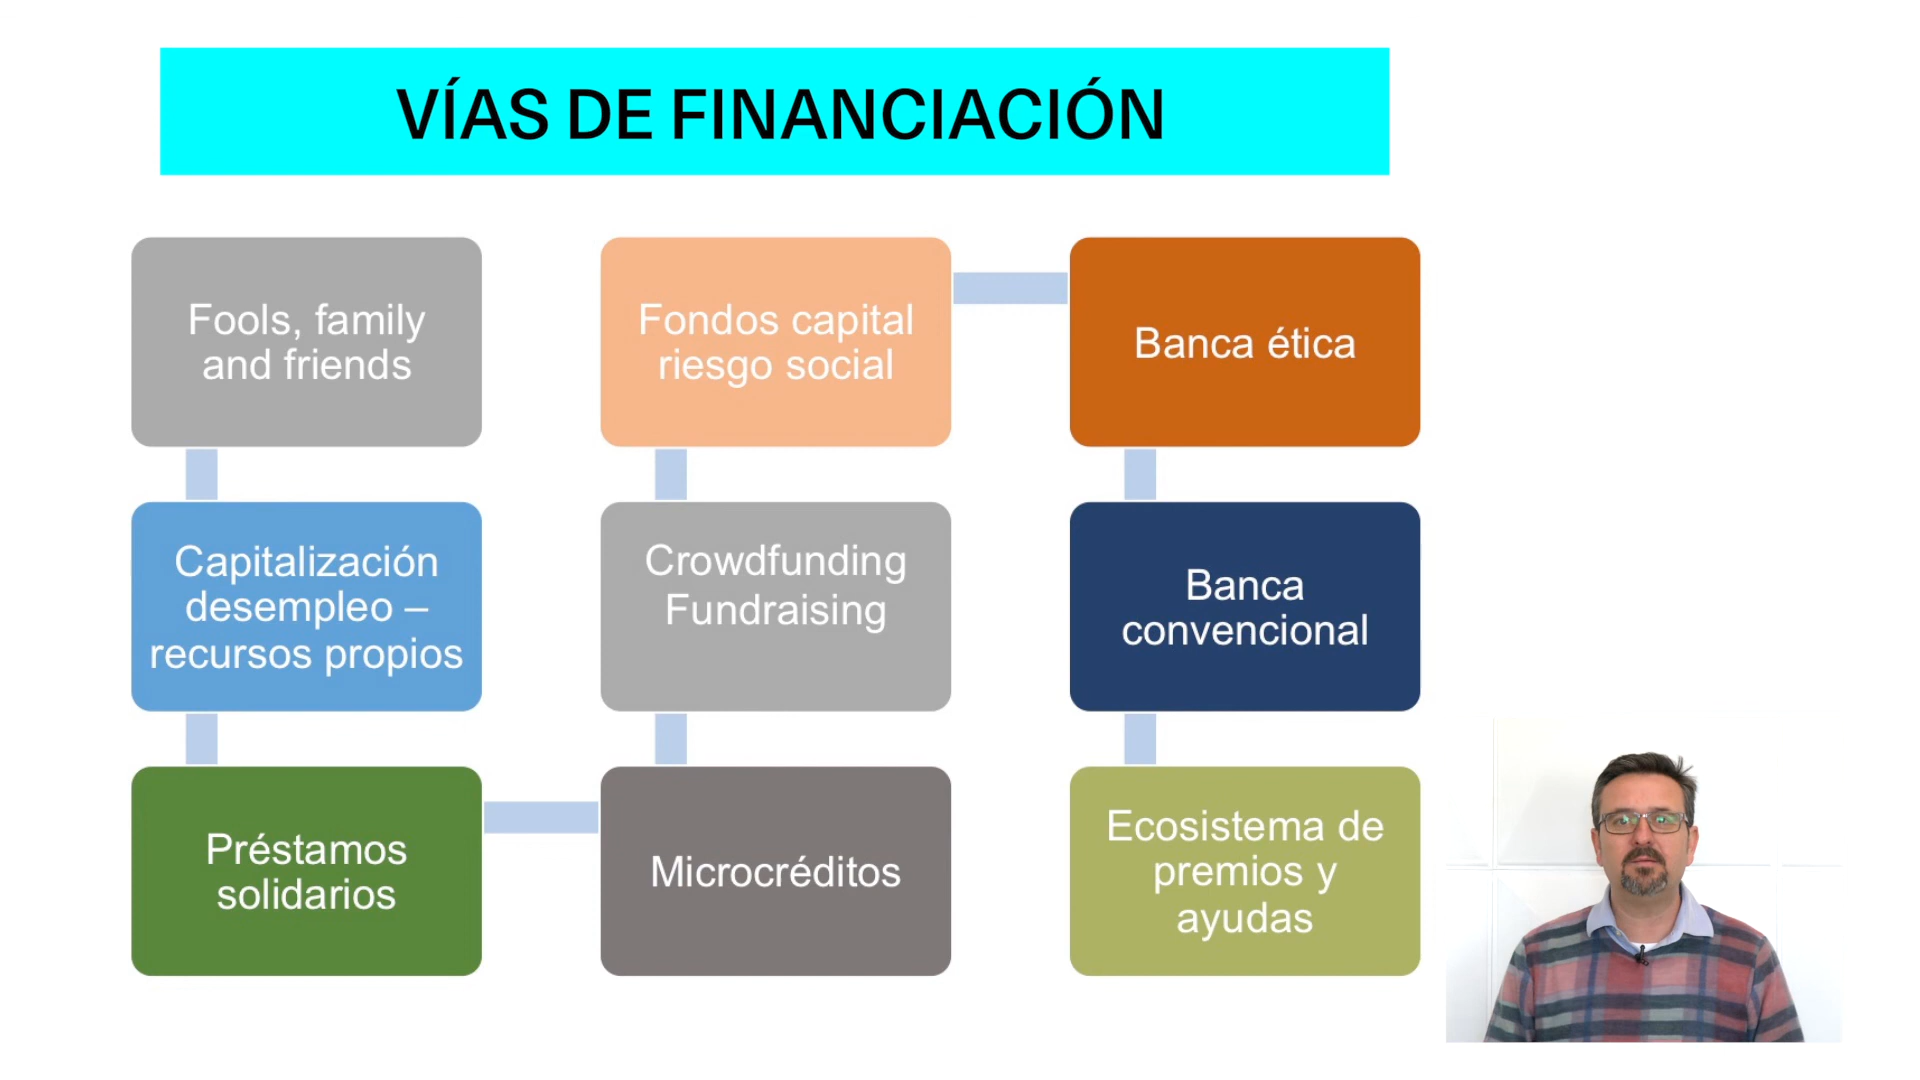 VÍAS DE FINANCIACIÓN
Fools, family
and friends
Capitalización
desempleo –
recursos propios
Préstamos
solidarios
Microcréditos
Crowdfunding
Fundraising
Fondos capital
riesgo social
Banca ética
Banca
convencional
Ecosistema de
premios y
ayudas